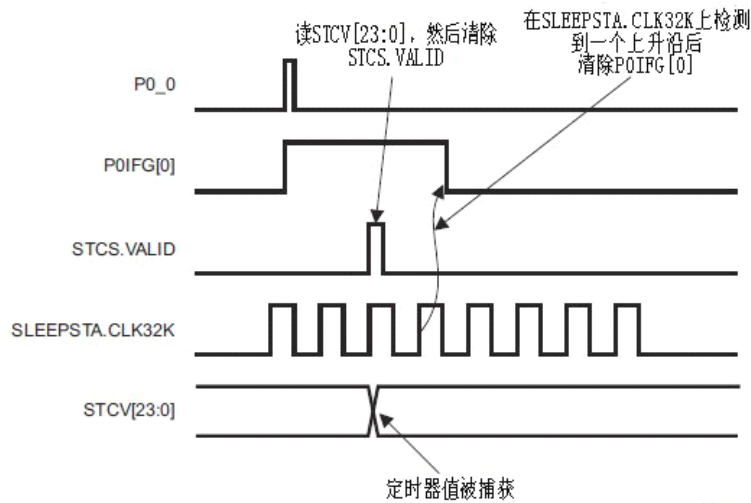 读STCV[23:0], 然后清除
STCS.VALID
在SLEEPSTA.CLK32K上检测
到一个上升沿后
清除P0IFG[0]
P0_0
P0IFG[0]
STCS.VALID
SLEEPSTA.CLK32K
STCV[23:0]
定时器值被捕获